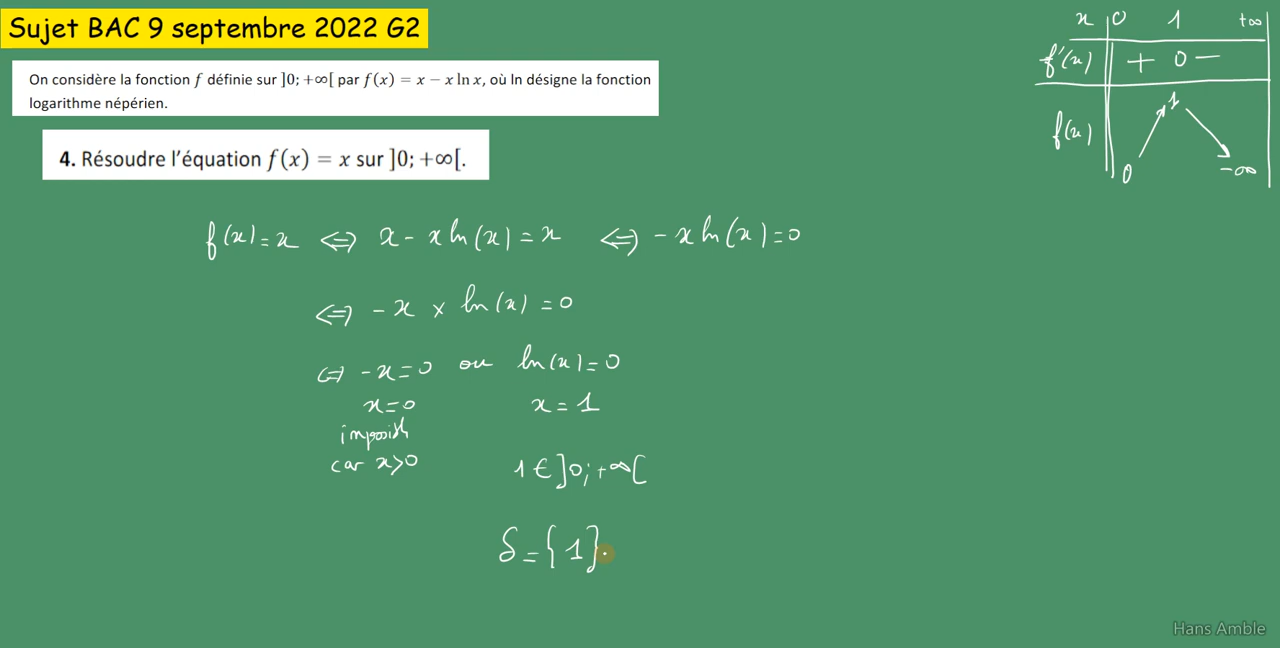 Sujet BAC 9 septembre 2022 G2
On considère la fonction f définie sur ]0; +∞[ par f(x) = x − x ln x, où ln désigne la fonction
logarithme népérien.
4. Résoudre l'équation f(x) = x sur ]0; +∞[.
x 0 1 +∞
f'(x) + 0 −
f(x) 0 1 −∞
f(x) = x ⟺ x − x ln(x) = x ⟺ − x ln(x) = 0
⟺ − x × ln(x) = 0
⟺ − x = 0 ou ln(x) = 0
x = 0 x = 1
car x > 0 1 ∈ ]0; +∞[
S = {1}.
Hans Amble